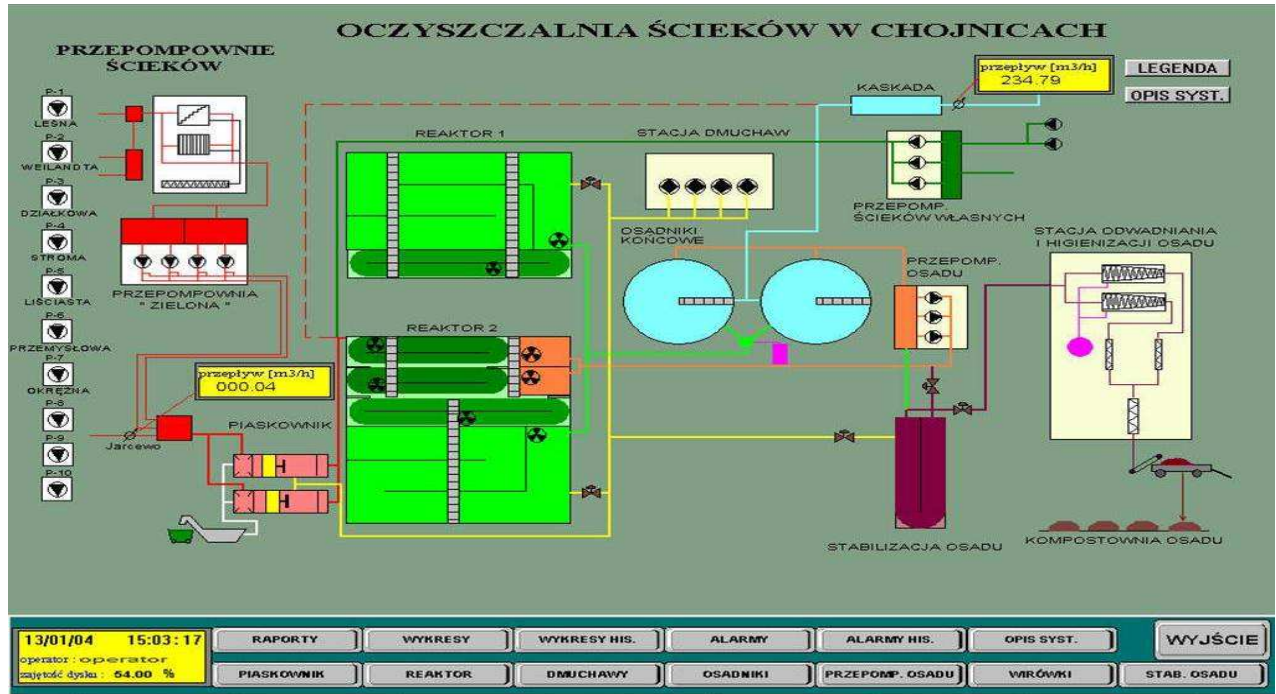 OCZYSZCZALNIA ŚCIEKÓW W CHOJNICACH
PRZEPOMPOWNIE
ŚCIEKÓW
przepływ [m3/h]
234.79
LEGENDA
OPIS SYST.
KASKADA
P-1
LEŚNA
P-2
WEILANDTA
P-3
DZIAŁKOWA
P-4
STROMA
P-5
LIŚCIASTA
P-6
PRZEMYSŁOWA
P-7
OKRĘŻNA
P-8
P-9
P-10
REAKTOR 1
STACJA DMUCHAW
PRZEPOMP.
ŚCIEKÓW WŁASNYCH
OSADNIKI
KOŃCOWE
STACJA ODWADNIANIA
I HIGIENIZACJI OSADU
PRZEPOMP.
OSADU
PRZEPOMPOWNIA
" ZIELONA "
REAKTOR 2
przepływ [m3/h]
000.04
PIASKOWNIK
Jarcewo
STABILIZACJA OSADU
KOMPOSTOWNIA OSADU
13/01/04 15:03:17
operator : operator
zajętość dysku : 54.00 %
RAPORTY
WYKRESY
WYKRESY HIS.
ALARMY
ALARMY HIS.
OPIS SYST.
WYJŚCIE
PIASKOWNIK
REAKTOR
DMUCHAWY
OSADNIKI
PRZEPOMP. OSADU
WIRÓWKI
STAB. OSADU